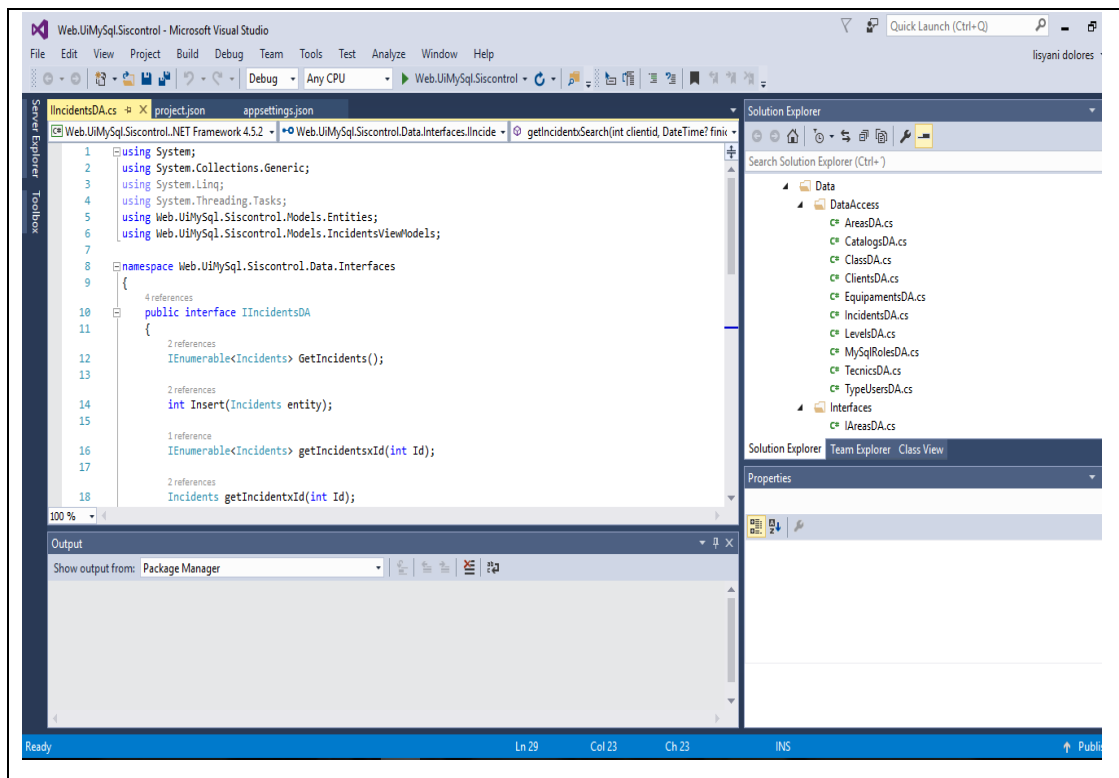 Web.UiMySql.Siscontrol - Microsoft Visual Studio
Quick Launch (Ctrl+Q)
File Edit View Project Build Debug Team Tools Test Analyze Window Help
lisyani dolores
Debug Any CPU Web.UiMySql.Siscontrol
Server Explorer
Toolbox
IIncidentsDA.cs project.json appsettings.json
Web.UiMySql.Siscontrol..NET Framework 4.5.2 Web.UiMySql.Siscontrol.Data.Interfaces.IIncide getIncidentxSearch(int clientid, DateTime? finic
1 using System;
2 using System.Collections.Generic;
3 using System.Linq;
4 using System.Threading.Tasks;
5 using Web.UiMySql.Siscontrol.Models.Entities;
6 using Web.UiMySql.Siscontrol.Models.IncidentsViewModels;
7
8 namespace Web.UiMySql.Siscontrol.Data.Interfaces
9 {
4 references
10 public interface IIncidentsDA
11 {
2 references
12 IEnumerable<Incidents> GetIncidents();
13
2 references
14 int Insert(Incidents entity);
15
1 reference
16 IEnumerable<Incidents> getIncidentsxId(int Id);
17
2 references
18 Incidents getIncidentxId(int Id);
100 %
Output
Show output from: Package Manager
Solution Explorer
Search Solution Explorer (Ctrl+´)
Data
DataAccess
C# AreasDA.cs
C# CatalogsDA.cs
C# ClassDA.cs
C# ClientsDA.cs
C# EquipamentsDA.cs
C# IncidentsDA.cs
C# LevelsDA.cs
C# MySqlRolesDA.cs
C# TecnicsDA.cs
C# TypeUsersDA.cs
Interfaces
C# IAreasDA.cs
Solution Explorer Team Explorer Class View
Properties
Ready Ln 29 Col 23 Ch 23 INS Publis